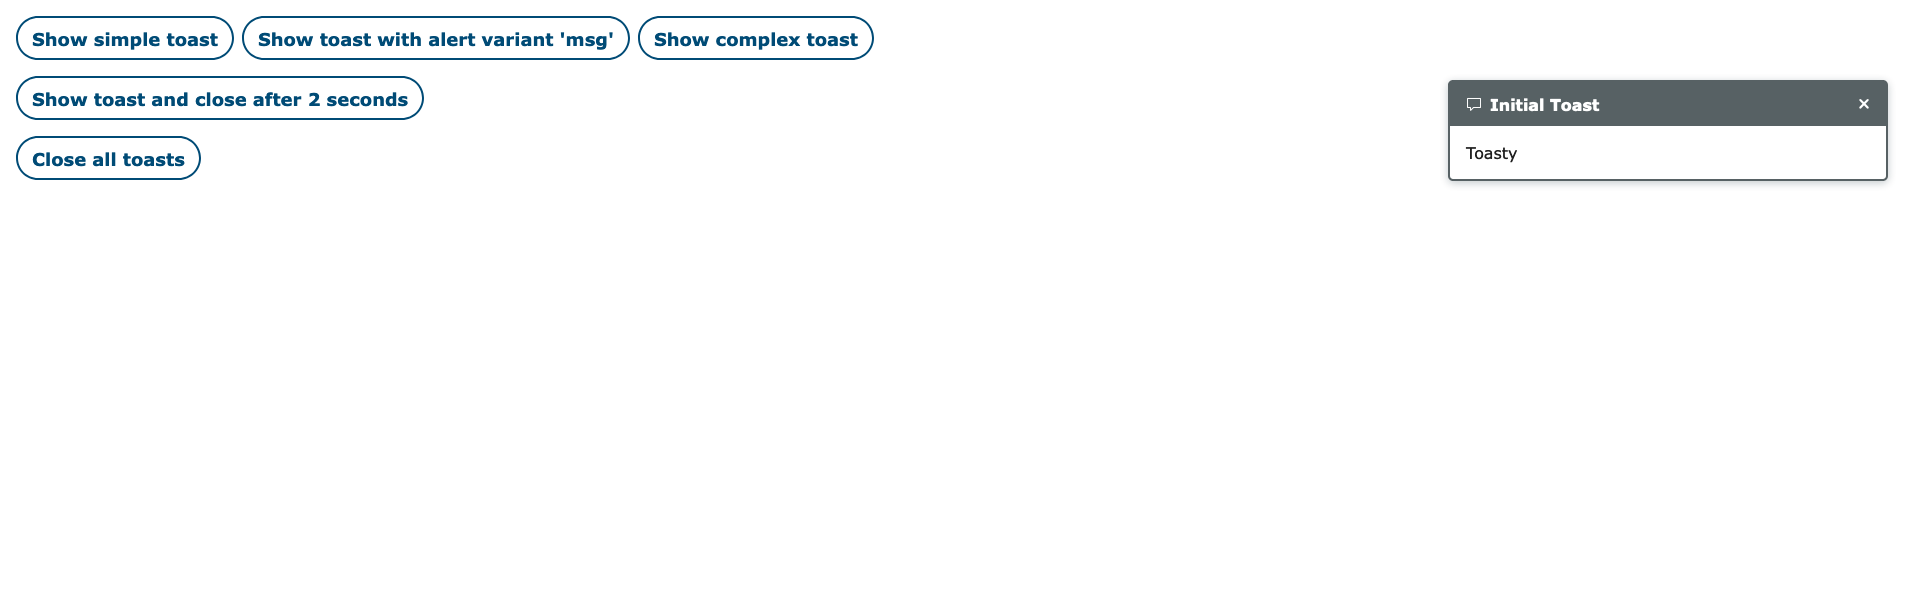 Show simple toast Show toast with alert variant 'msg' Show complex toast
Show toast and close after 2 seconds
Initial Toast
Toasty
Close all toasts